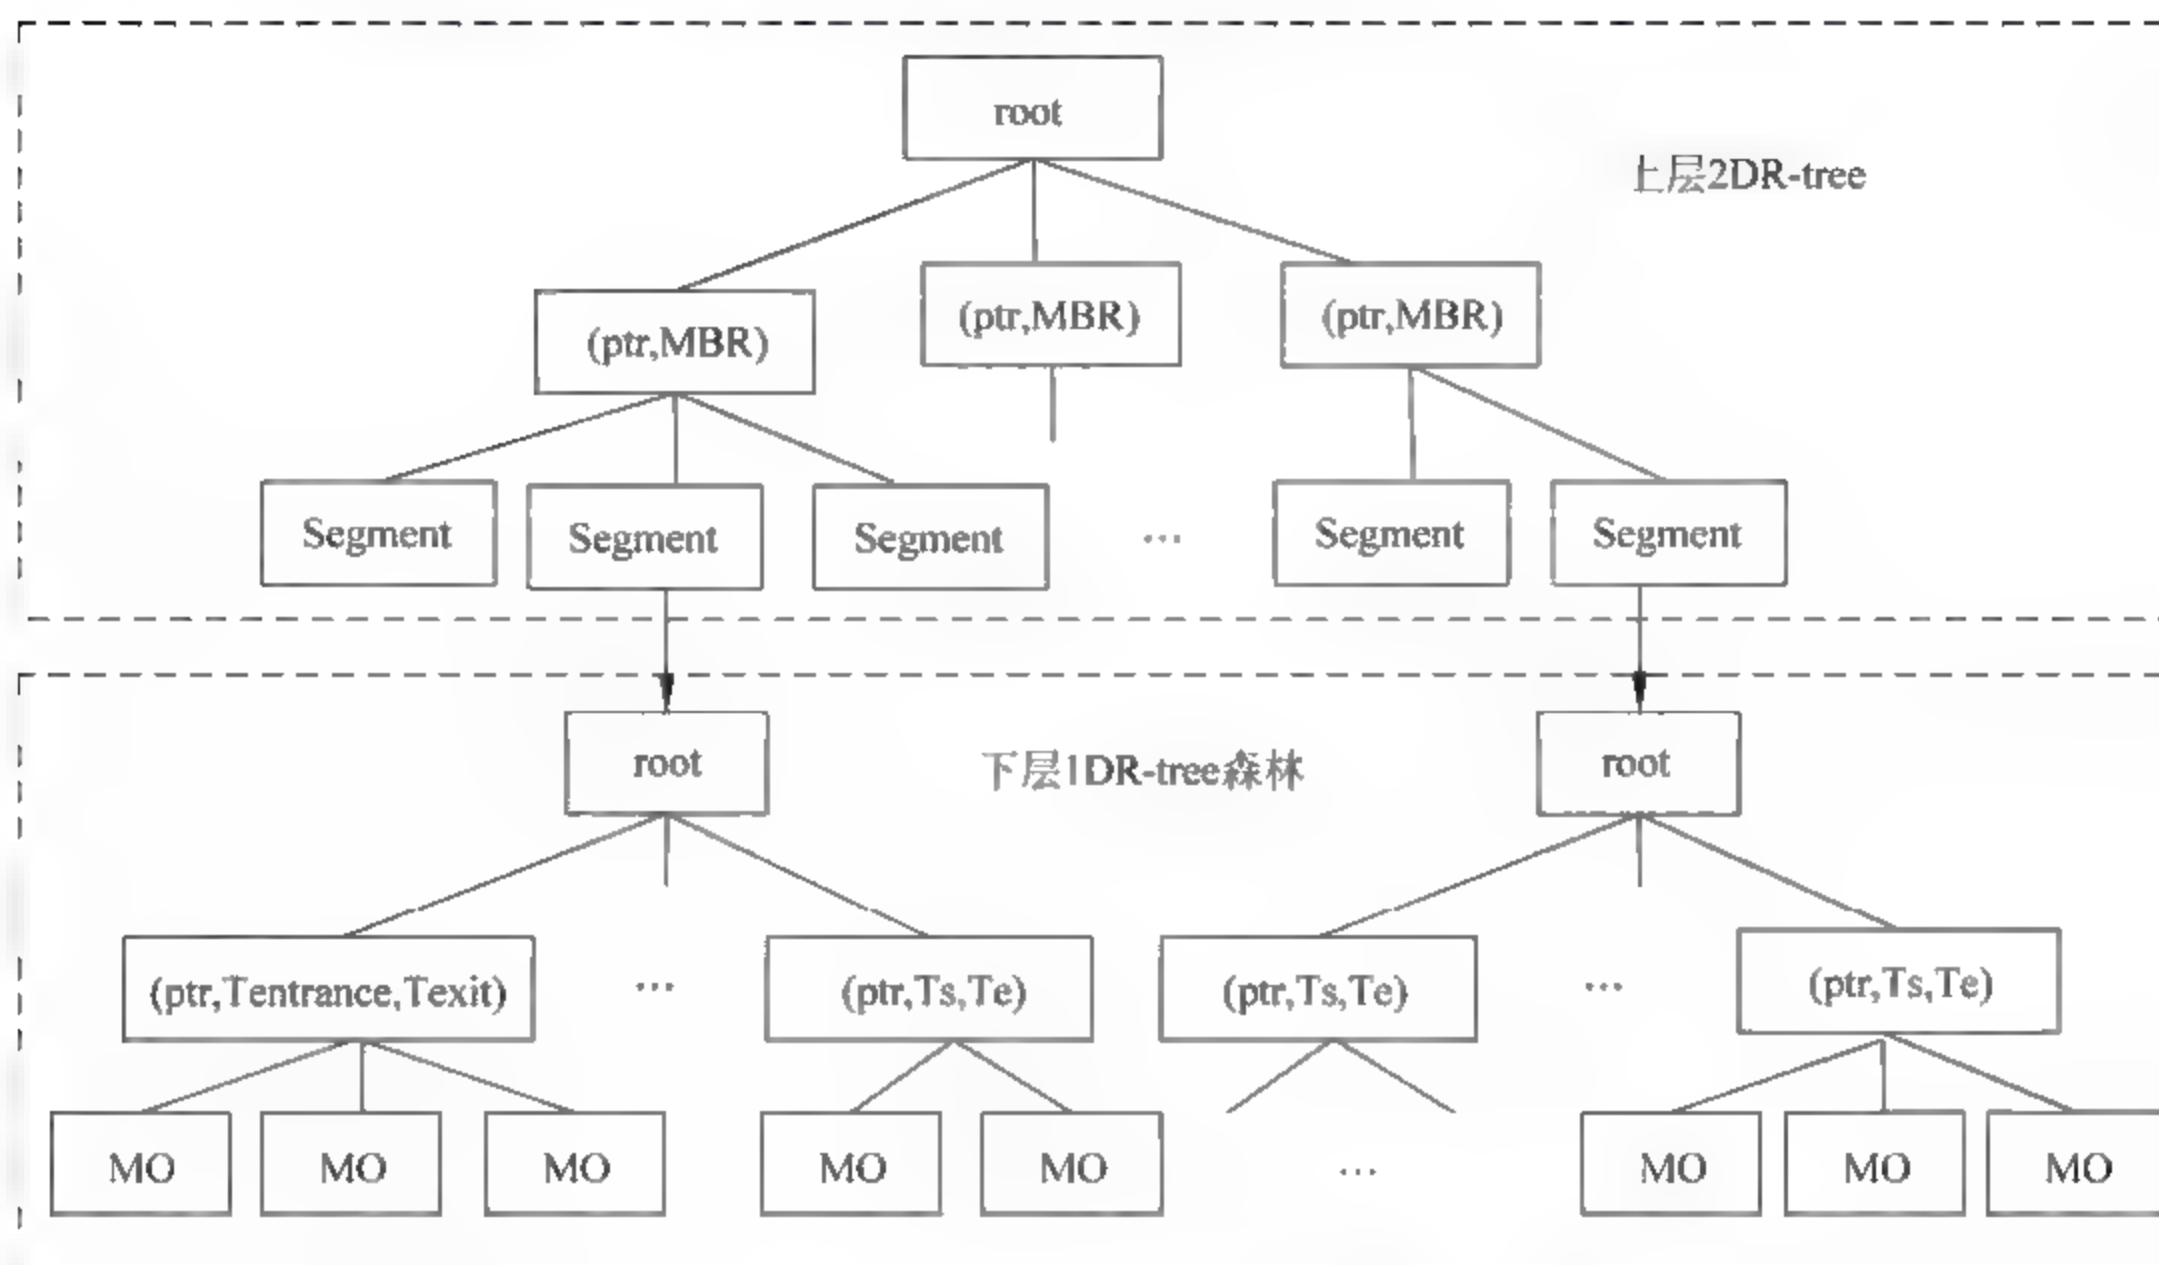 root
上层2DR-tree
(ptr,MBR)
(ptr,MBR)
(ptr,MBR)
Segment
Segment
Segment
...
Segment
Segment
root
下层1DR-tree森林
root
(ptr,Tentrance,Texit)
...
(ptr,Ts,Te)
(ptr,Ts,Te)
...
(ptr,Ts,Te)
MO
MO
MO
MO
MO
...
MO
MO
MO